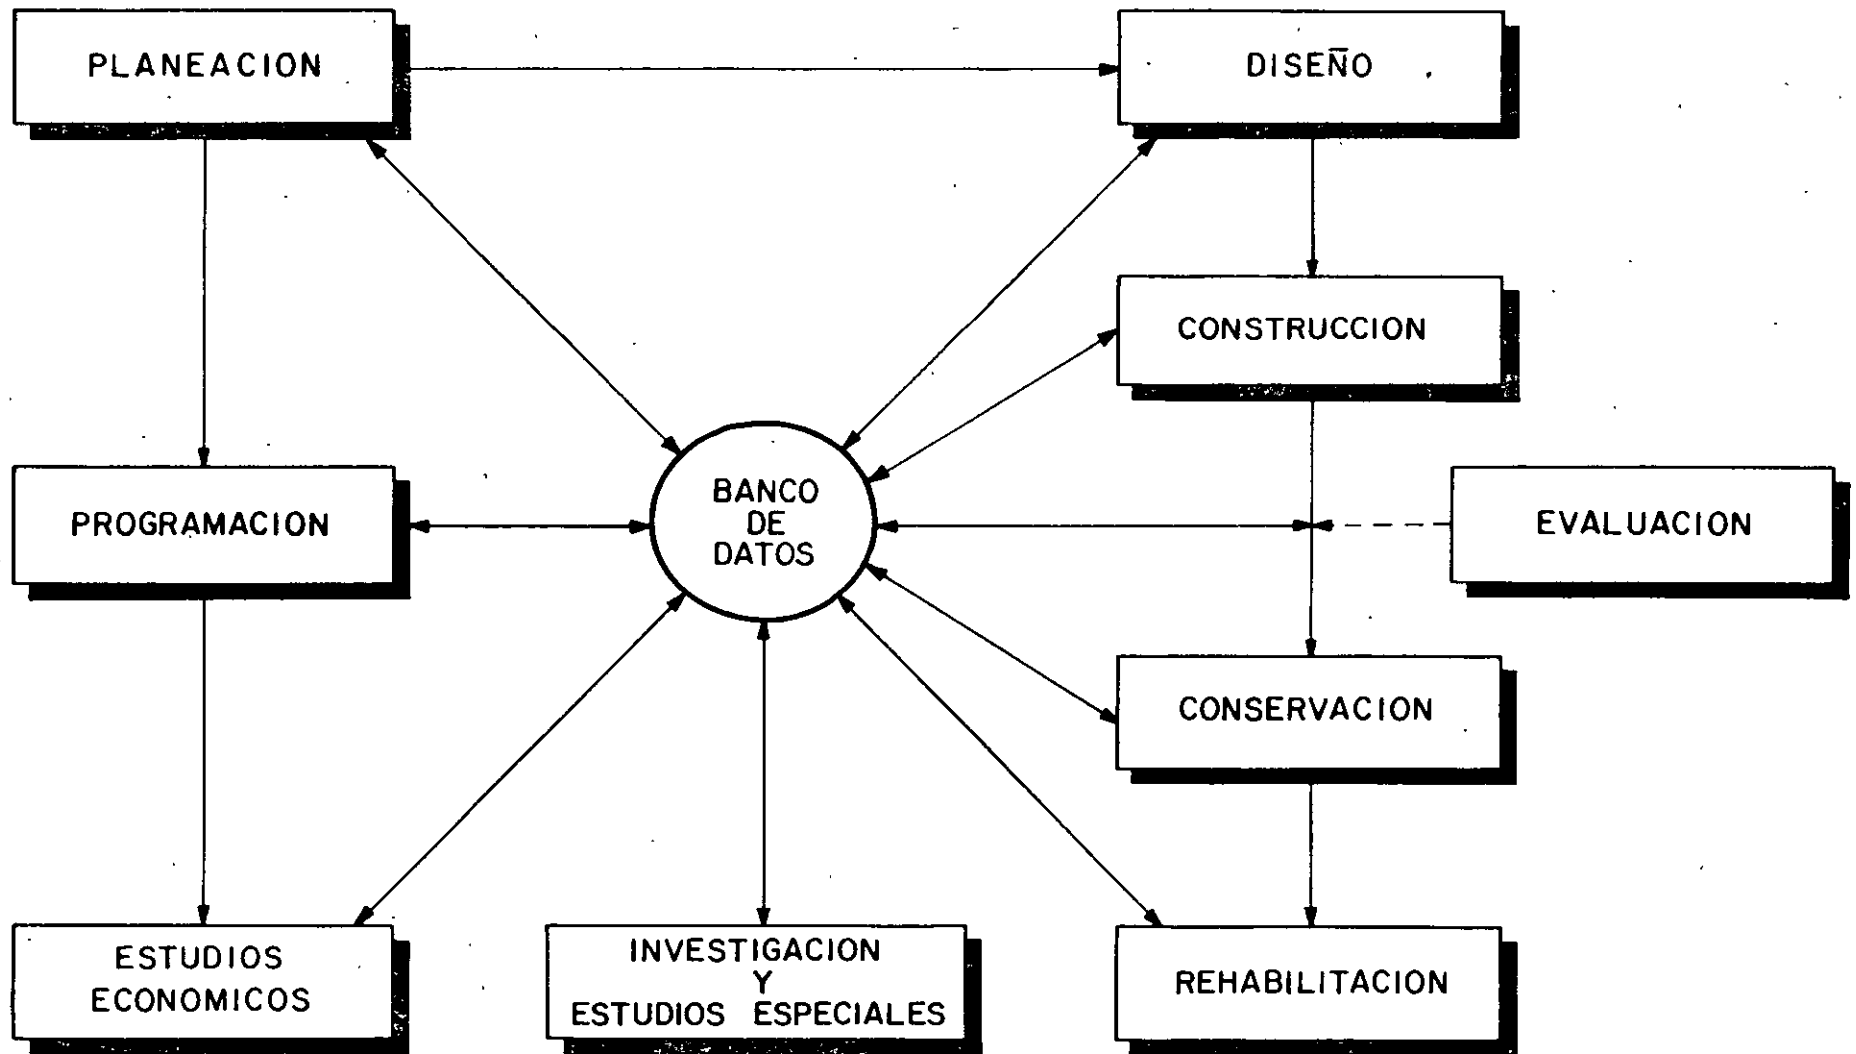 PLANEACION
DISEÑO
CONSTRUCCION
BANCO
DE
DATOS
PROGRAMACION
EVALUACION
CONSERVACION
ESTUDIOS
ECONOMICOS
INVESTIGACION
Y
ESTUDIOS ESPECIALES
REHABILITACION